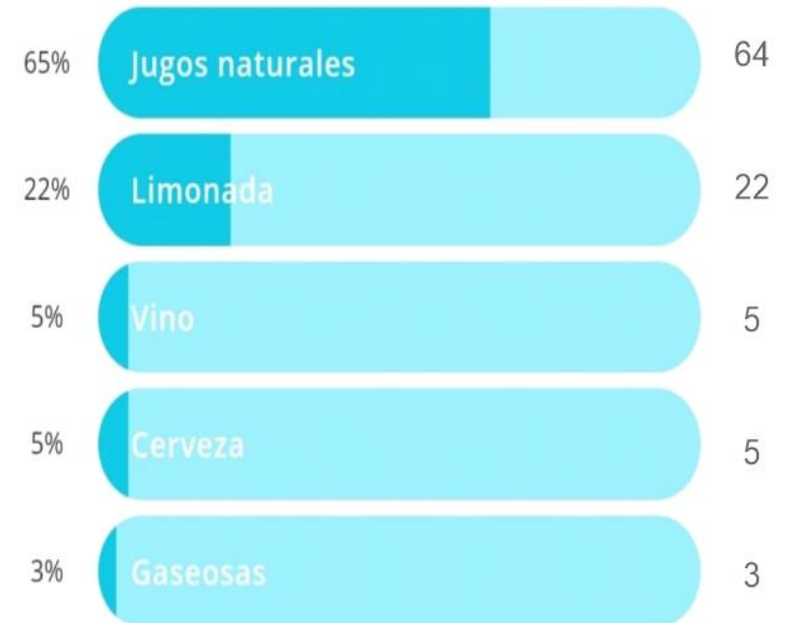 65% Jugos naturales 64
22% Limonada 22
5% Vino 5
5% Cerveza 5
3% Gaseosas 3